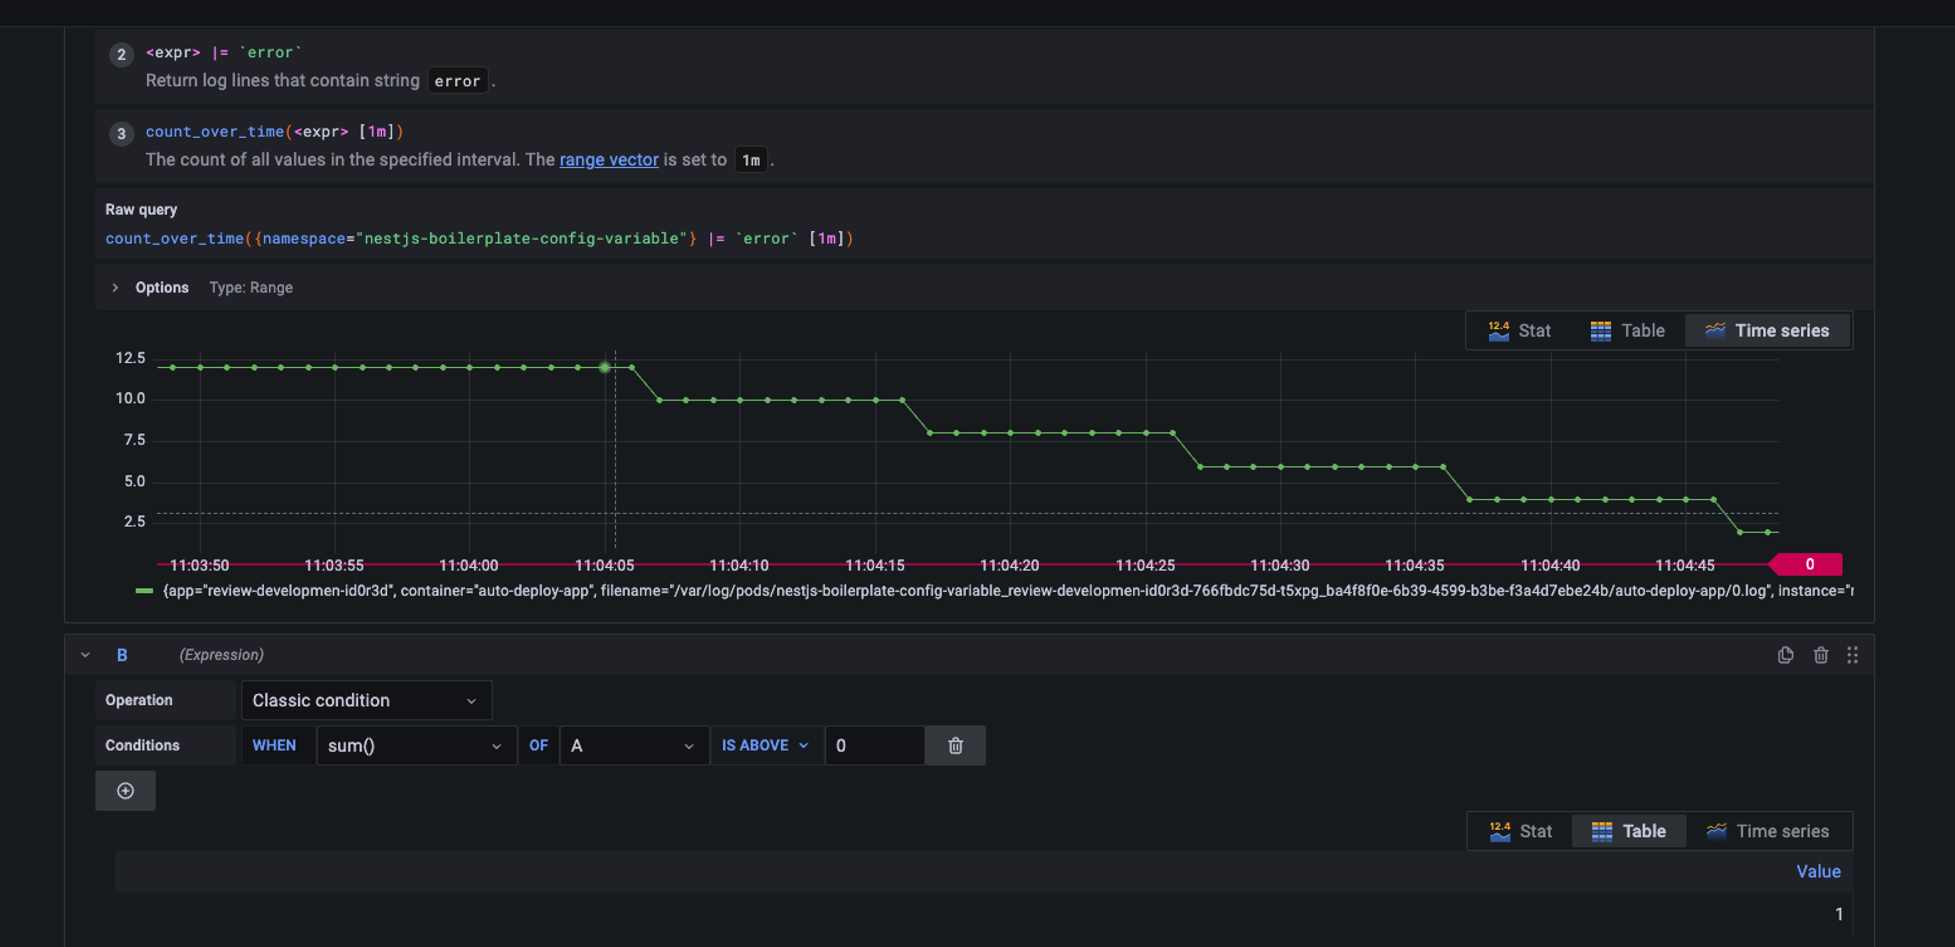 2 <expr> |= `error`
Return log lines that contain string error .
3 count_over_time(<expr> [1m])
The count of all values in the specified interval. The range vector is set to 1m .
Raw query
count_over_time({namespace="nestjs-boilerplate-config-variable"} |= `error` [1m])
Options Type: Range
12.4 Stat Table Time series
12.5
10.0
7.5
5.0
2.5
11:03:50 11:03:55 11:04:00 11:04:05 11:04:10 11:04:15 11:04:20 11:04:25 11:04:30 11:04:35 11:04:40 11:04:45 0
{app="review-developmen-id0r3d", container="auto-deploy-app", filename="/var/log/pods/nestjs-boilerplate-config-variable_review-developmen-id0r3d-766fbdc75d-t5xpg_ba4f8f0e-6b39-4599-b3be-f3a4d7ebe24b/auto-deploy-app/0.log", instance="r
B (Expression)
Operation Classic condition
Conditions WHEN sum() OF A IS ABOVE 0
12.4 Stat Table Time series
Value
1